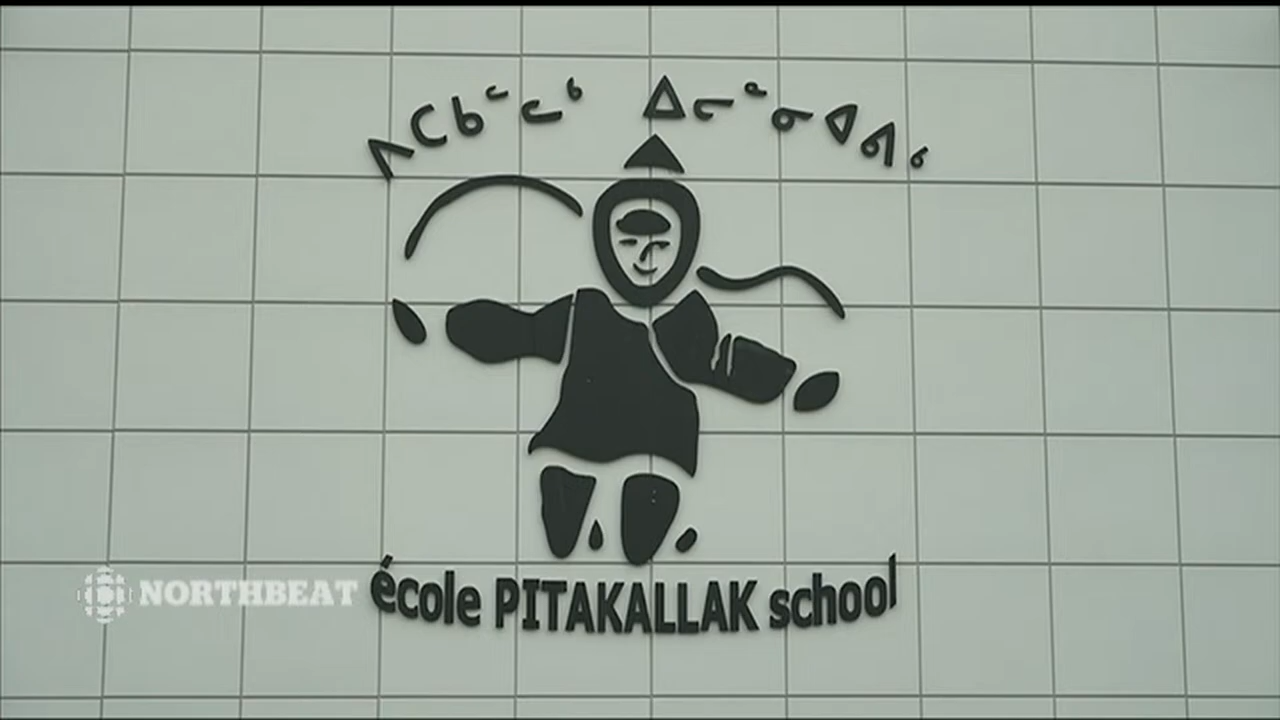 ᐱᑕᑲᓪᓚᒃ ᐃᓕᓐᓂᐊᕕᒃ
école PITAKALLAK school
NORTHBEAT